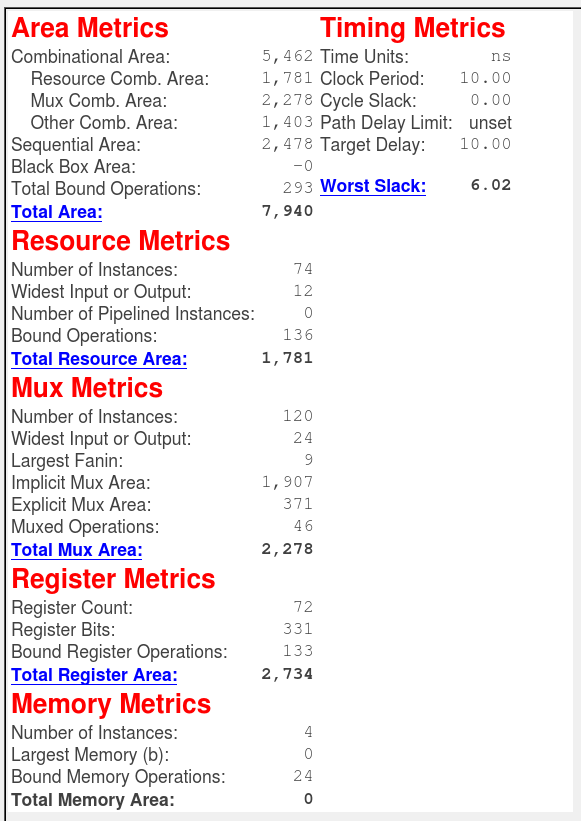 Area Metrics
Combinational Area: 5,462
Resource Comb. Area: 1,781
Mux Comb. Area: 2,278
Other Comb. Area: 1,403
Sequential Area: 2,478
Black Box Area: -0
Total Bound Operations: 293
Total Area: 7,940
Timing Metrics
Time Units: ns
Clock Period: 10.00
Cycle Slack: 0.00
Path Delay Limit: unset
Target Delay: 10.00
Worst Slack: 6.02
Resource Metrics
Number of Instances: 74
Widest Input or Output: 12
Number of Pipelined Instances: 0
Bound Operations: 136
Total Resource Area: 1,781
Mux Metrics
Number of Instances: 120
Widest Input or Output: 24
Largest Fanin: 9
Implicit Mux Area: 1,907
Explicit Mux Area: 371
Muxed Operations: 46
Total Mux Area: 2,278
Register Metrics
Register Count: 72
Register Bits: 331
Bound Register Operations: 133
Total Register Area: 2,734
Memory Metrics
Number of Instances: 4
Largest Memory (b): 0
Bound Memory Operations: 24
Total Memory Area: 0